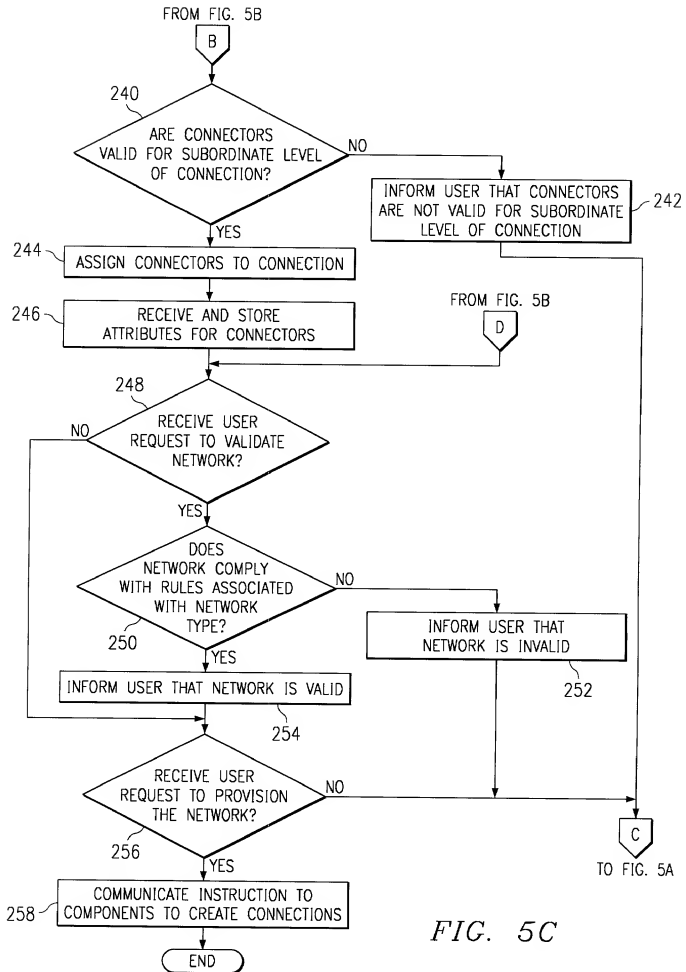 FROM FIG. 5B
B
240
ARE CONNECTORS
VALID FOR SUBORDINATE LEVEL
OF CONNECTION?
NO
INFORM USER THAT CONNECTORS
ARE NOT VALID FOR SUBORDINATE
LEVEL OF CONNECTION
242
YES
244
ASSIGN CONNECTORS TO CONNECTION
246
RECEIVE AND STORE
ATTRIBUTES FOR CONNECTORS
FROM FIG. 5B
D
248
RECEIVE USER
REQUEST TO VALIDATE
NETWORK?
NO
YES
DOES
NETWORK COMPLY
WITH RULES ASSOCIATED
WITH NETWORK
TYPE?
250
NO
INFORM USER THAT
NETWORK IS INVALID
252
YES
INFORM USER THAT NETWORK IS VALID
254
RECEIVE USER
REQUEST TO PROVISION
THE NETWORK?
256
NO
C
TO FIG. 5A
YES
258
COMMUNICATE INSTRUCTION TO
COMPONENTS TO CREATE CONNECTIONS
END
FIG. 5C